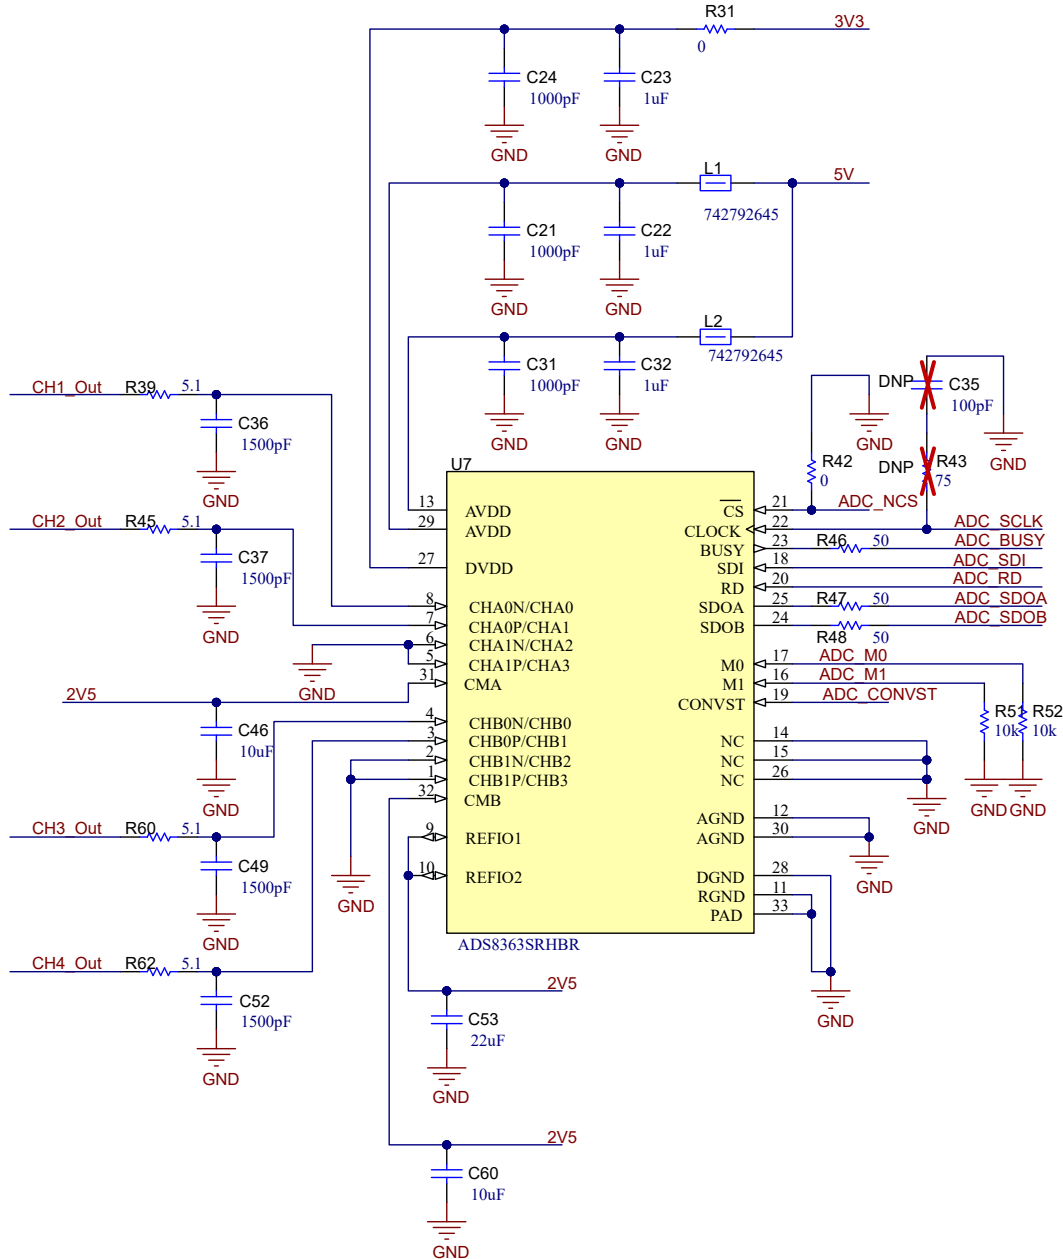 R31
0
3V3
C24
1000pF
GND
C23
1uF
GND
L1
742792645
5V
C21
1000pF
GND
C22
1uF
GND
L2
742792645
C31
1000pF
GND
C32
1uF
GND
CH1_Out
R39
5.1
C36
1500pF
GND
CH2_Out
R45
5.1
C37
1500pF
GND
GND
2V5
C46
10uF
GND
CH3_Out
R60
5.1
C49
1500pF
GND
CH4_Out
R62
5.1
C52
1500pF
GND
GND
U7
13 AVDD
29 AVDD
27 DVDD
8 CHA0N/CHA0
7 CHA0P/CHA1
6 CHA1N/CHA2
5 CHA1P/CHA3
31 CMA
4 CHB0N/CHB0
3 CHB0P/CHB1
2 CHB1N/CHB2
1 CHB1P/CHB3
32 CMB
9 REFIO1
10 REFIO2
CS 21
CLOCK 22
BUSY 23
SDI 18
RD 20
SDOA 25
SDOB 24
M0 17
M1 16
CONVST 19
NC 14
NC 15
NC 26
AGND 12
AGND 30
DGND 28
RGND 11
PAD 33
ADS8363SRHBR
GND
R42
0
DNP
C35
100pF
GND
DNP
R43
75
ADC_NCS
ADC_SCLK
R46
50
ADC_BUSY
ADC_SDI
ADC_RD
R47
50
ADC_SDOA
ADC_SDOB
R48
50
ADC_M0
ADC_M1
ADC_CONVST
R51
10k
R52
10k
GND
GND
GND
GND
GND
2V5
C53
22uF
GND
2V5
C60
10uF
GND